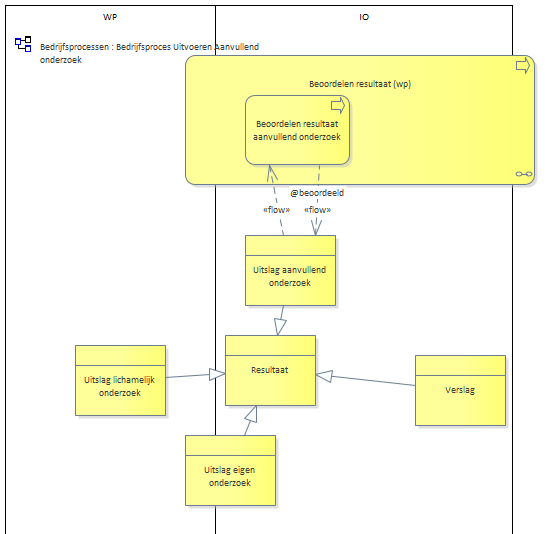 WP
IO
Bedrijfsprocessen : Bedrijfsproces Uitvoeren Aanvullend
onderzoek
Beoordelen resultaat (wp)
Beoordelen resultaat
aanvullend onderzoek
@beoordeeld
«flow»
«flow»
Uitslag aanvullend
onderzoek
Resultaat
Uitslag lichamelijk
onderzoek
Verslag
Uitslag eigen
onderzoek